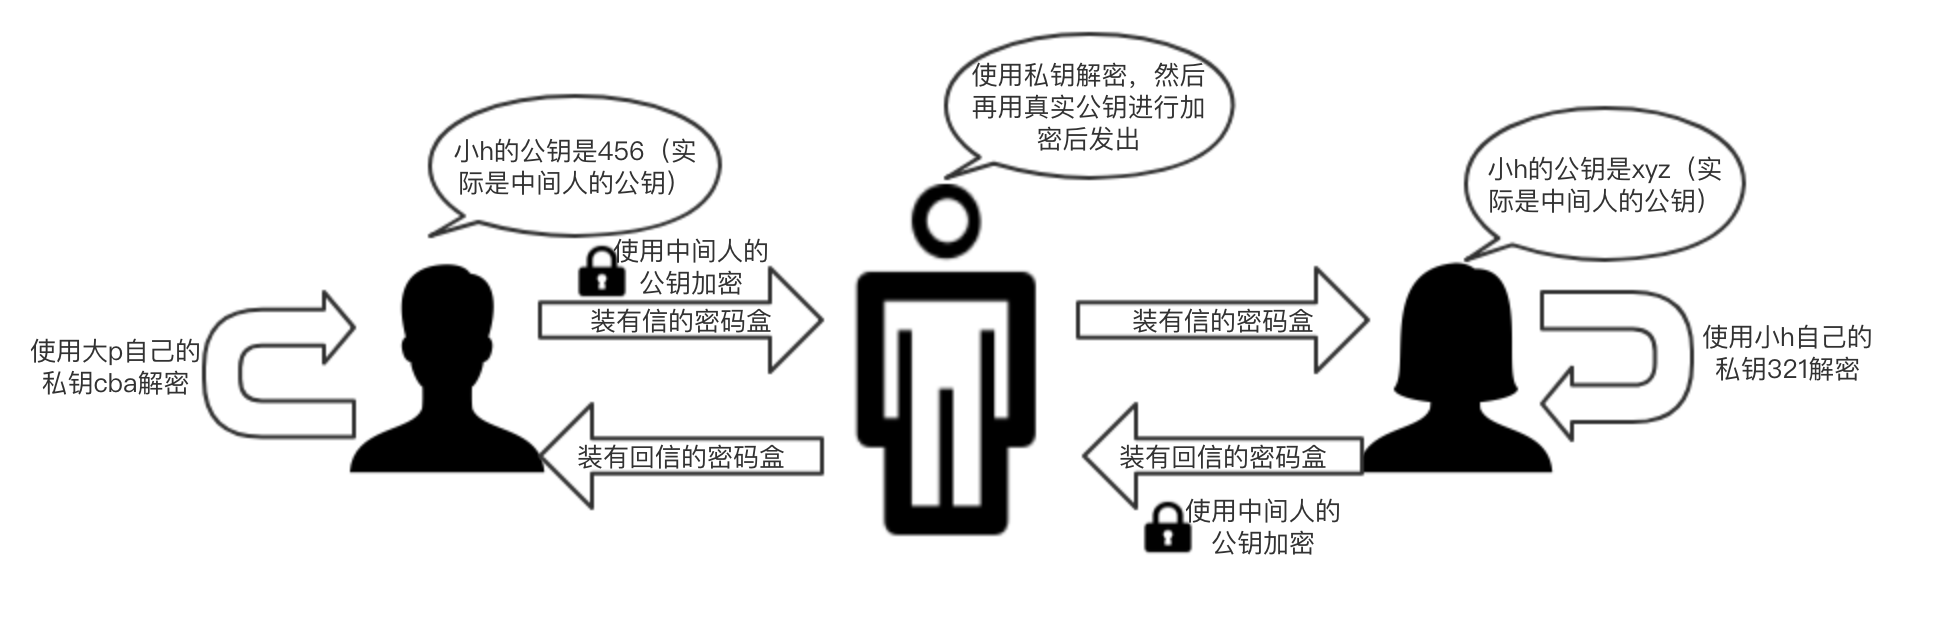 使用私钥解密，然后
再用真实公钥进行加
密后发出
小h的公钥是456（实
际是中间人的公钥）
小h的公钥是xyz（实
际是中间人的公钥）
使用中间人的
公钥加密
装有信的密码盒
装有信的密码盒
使用大p自己的
私钥cba解密
使用小h自己的
私钥321解密
装有回信的密码盒
装有回信的密码盒
使用中间人的
公钥加密